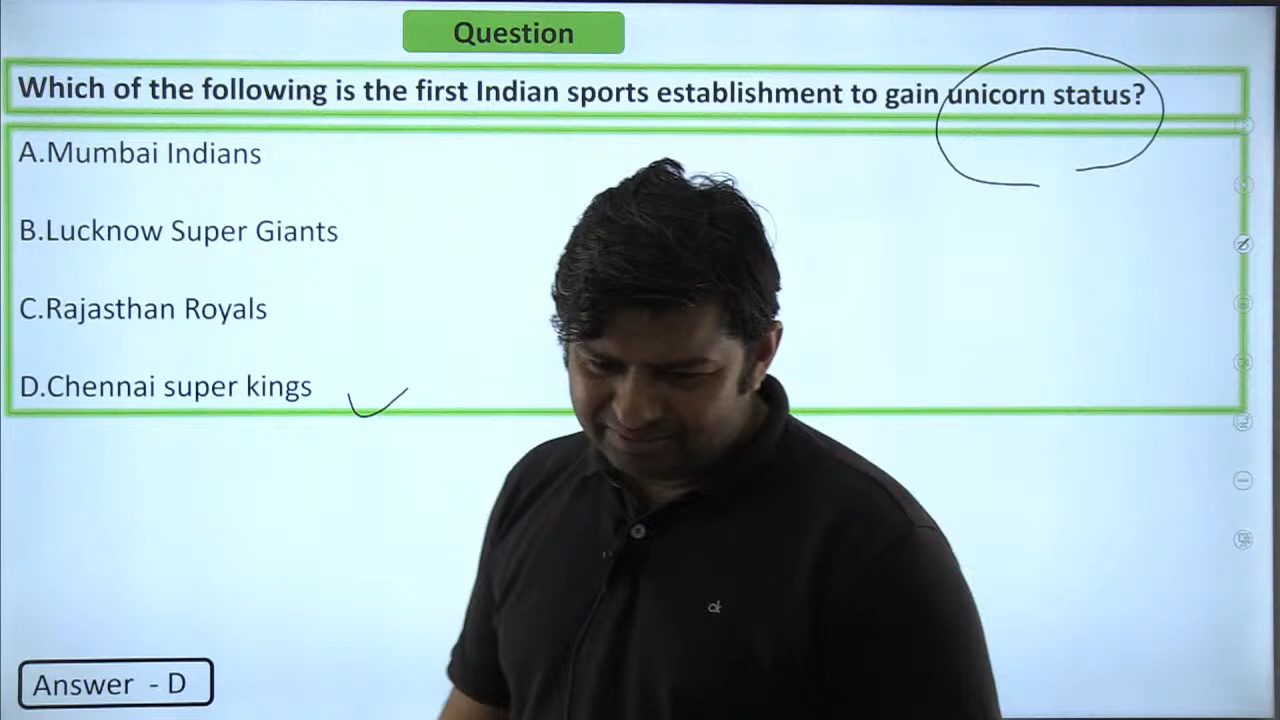 Question
Which of the following is the first Indian sports establishment to gain unicorn status?
A.Mumbai Indians
B.Lucknow Super Giants
C.Rajasthan Royals
D.Chennai super kings
Answer - D